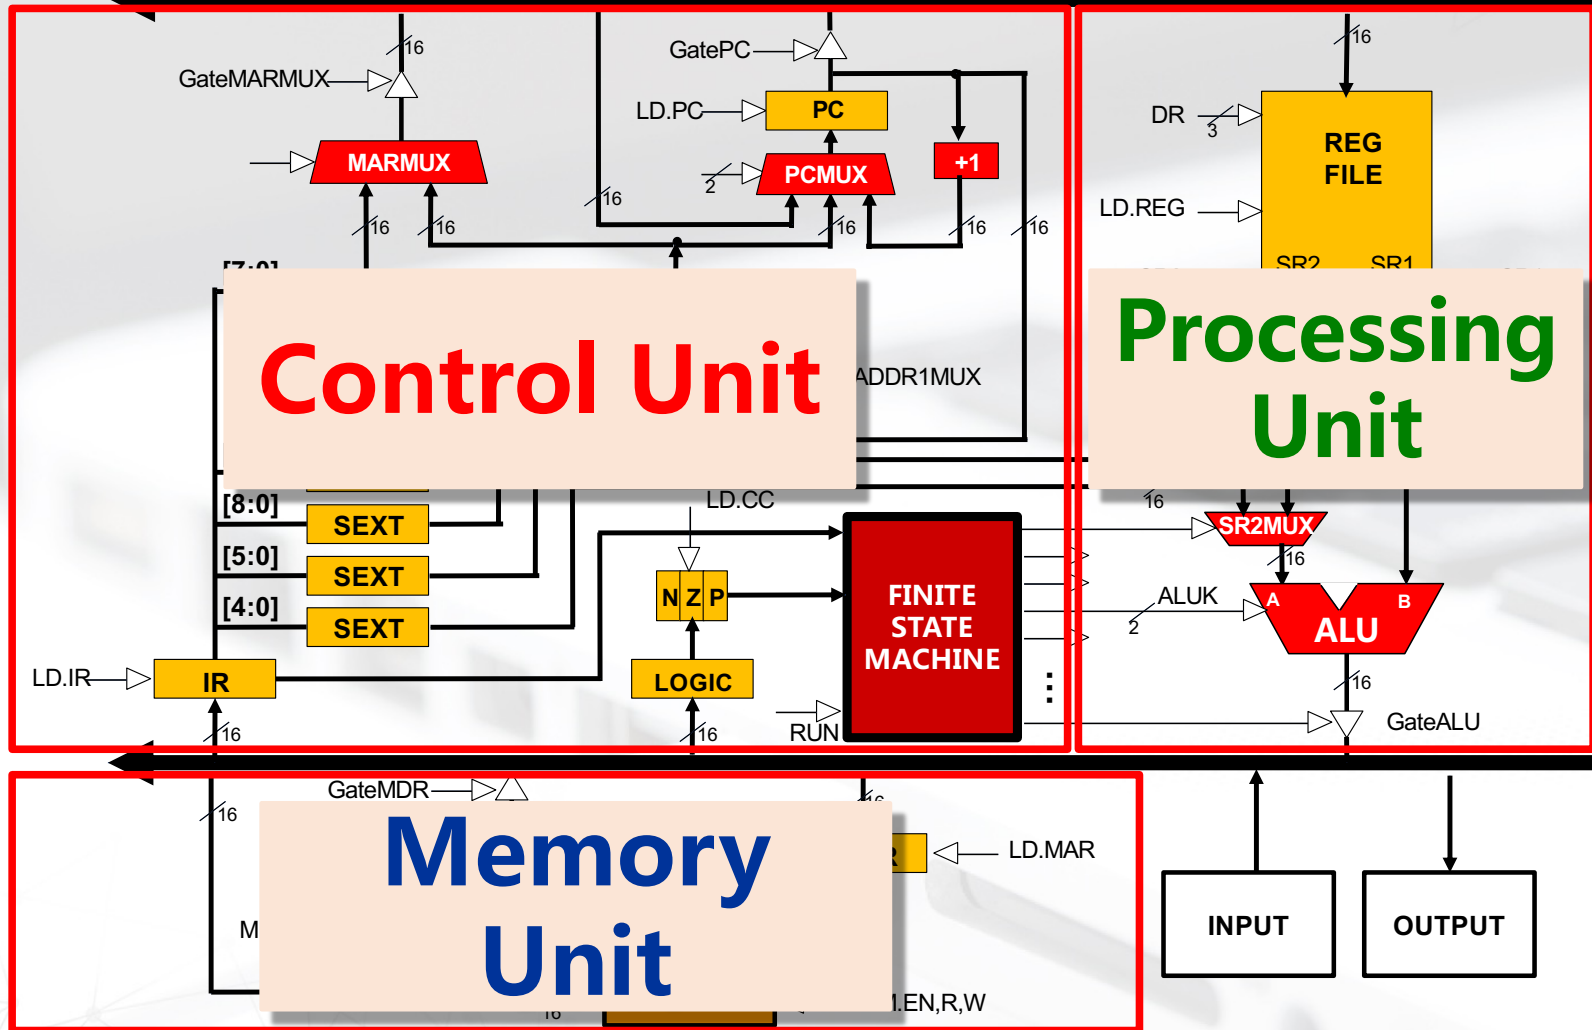 16
GateMARMUX
MARMUX
16
16
GatePC
LD.PC
PC
2
PCMUX
+1
16
16
16
16
16
DR
3
REG
FILE
LD.REG
SR2
SR1
Control Unit
ADDR1MUX
Processing
Unit
[8:0]
SEXT
[5:0]
SEXT
[4:0]
SEXT
LD.IR
IR
16
LD.CC
N Z P
LOGIC
16
RUN
FINITE
STATE
MACHINE
...
16
SR2MUX
16
ALUK
2
A
B
ALU
16
GateALU
GateMDR
16
Memory
Unit
LD.MAR
.EN,R,W
INPUT
OUTPUT